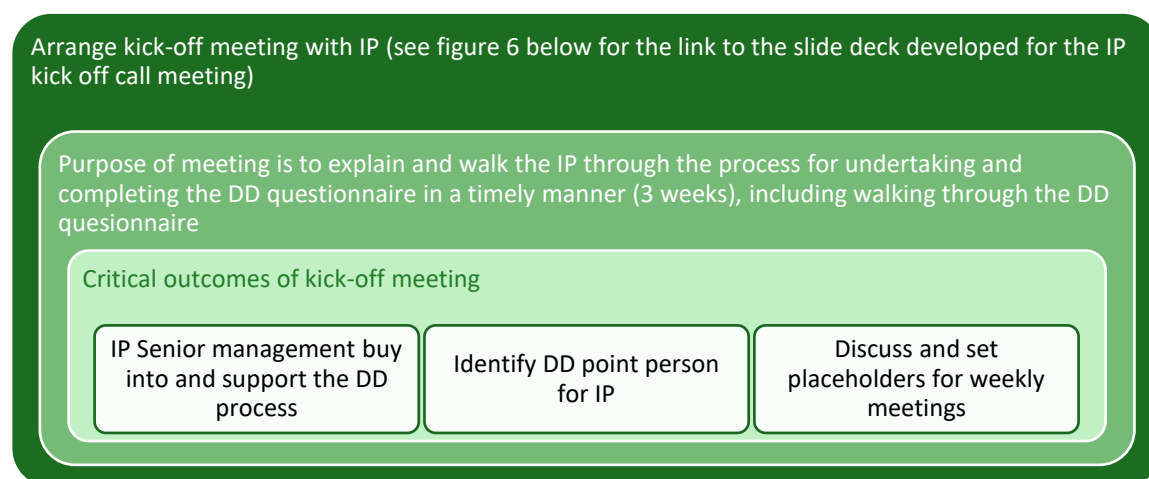 Arrange kick-off meeting with IP (see figure 6 below for the link to the slide deck developed for the IP
kick off call meeting)
Purpose of meeting is to explain and walk the IP through the process for undertaking and
completing the DD questionnaire in a timely manner (3 weeks), including walking through the DD
quesionnaire
Critical outcomes of kick-off meeting
IP Senior management buy
into and support the DD
process
Identify DD point person
for IP
Discuss and set
placeholders for weekly
meetings